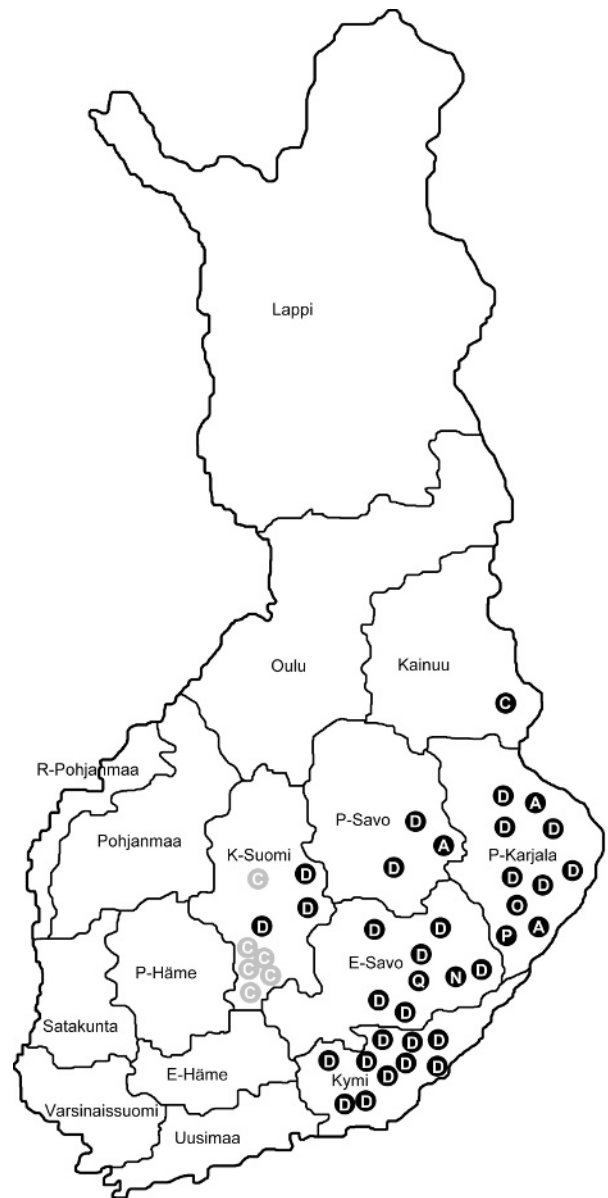 Lappi
Oulu
Kainuu
C
R-Pohjanmaa
Pohjanmaa
K-Suomi
P-Savo
P-Karjala
D A
D D
D
A
D
D
D
D
D
O
P A
C
D
D
D
C
C
C
C
C
D D
D
E-Savo
Q N D
D
D
P-Häme
Satakunta
E-Häme
Kymi
D D D
D D D D
D
D D
Varsinaissuomi
Uusimaa